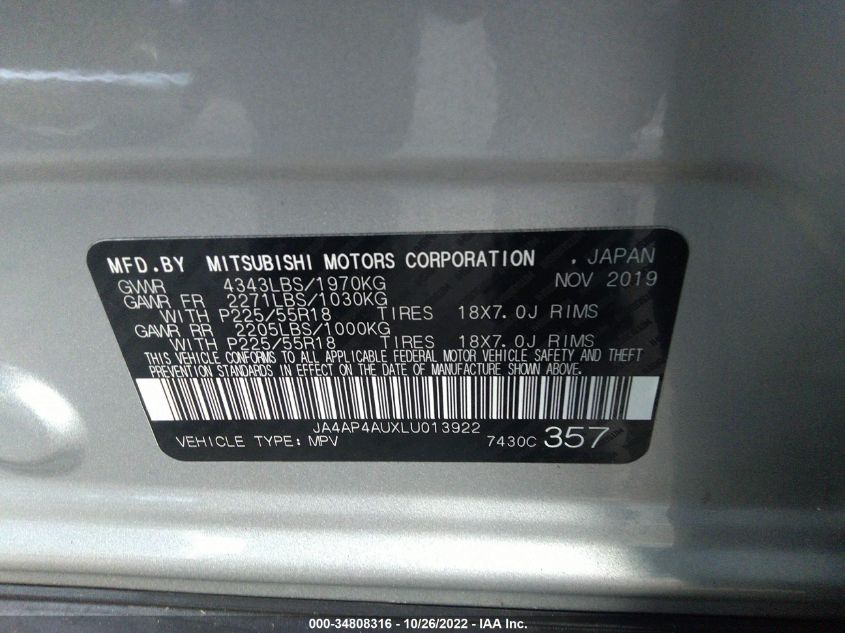 MFD.BY MITSUBISHI MOTORS CORPORATION . JAPAN
GVWR 4343LBS/1970KG NOV 2019
GAWR FR 2271LBS/1030KG
WITH P225/55R18 TIRES 18X7.0J RIMS
GAWR RR 2205LBS/1000KG
WITH P225/55R18 TIRES 18X7.0J RIMS
THIS VEHICLE CONFORMS TO ALL APPLICABLE FEDERAL MOTOR VEHICLE SAFETY AND THEFT
PREVENTION STANDARDS IN EFFECT ON THE DATE OF MANUFACTURE SHOWN ABOVE.
JA4AP4AUXLU013922
VEHICLE TYPE: MPV 7430C 357
000-34808316 - 10/26/2022 - IAA Inc.